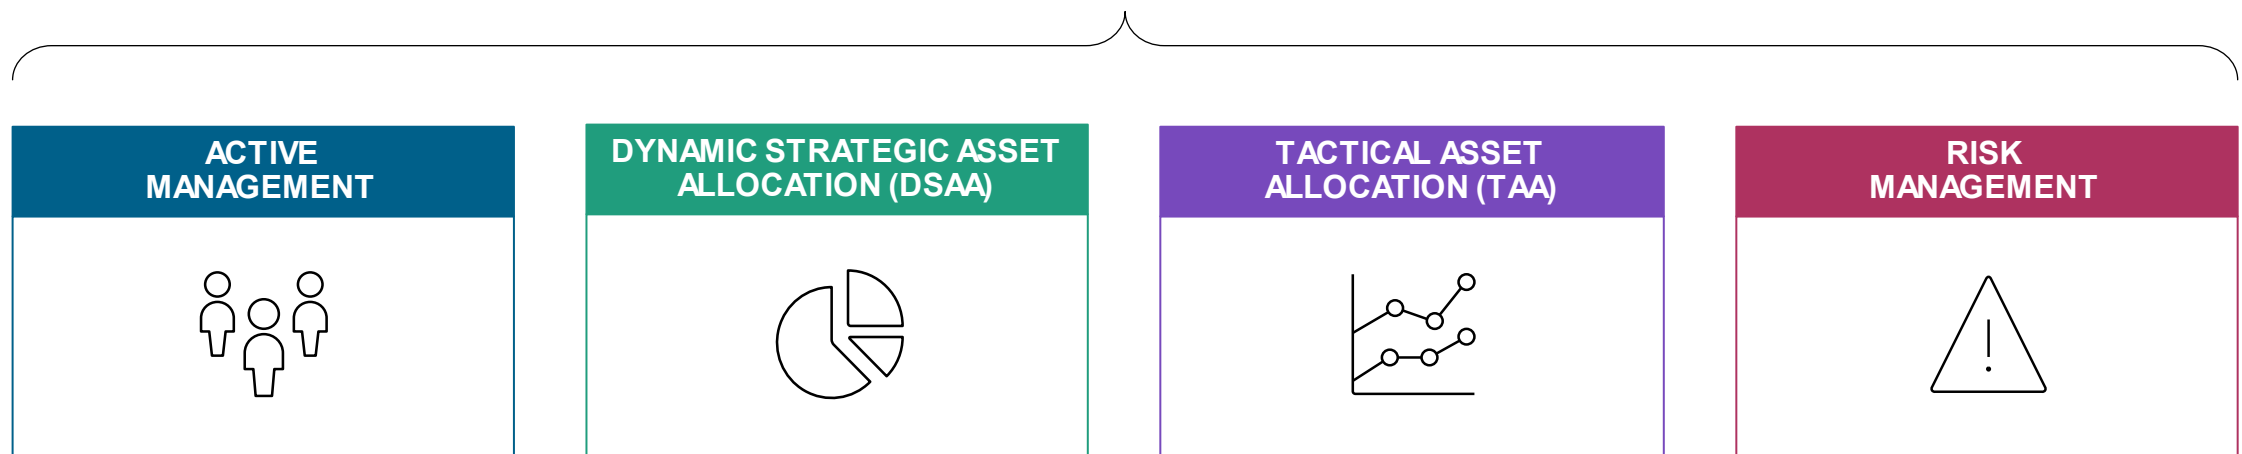 ACTIVE
MANAGEMENT
DYNAMIC STRATEGIC ASSET
ALLOCATION (DSAA)
TACTICAL ASSET
ALLOCATION (TAA)
RISK
MANAGEMENT